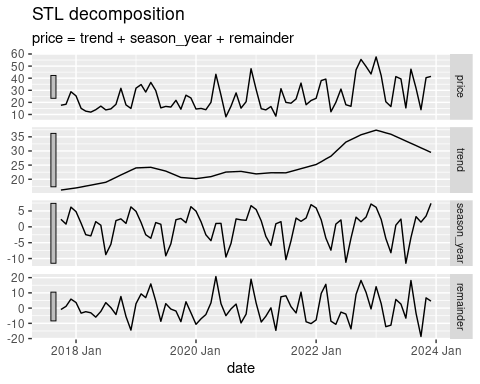 STL decomposition
price = trend + season_year + remainder
60
50
40
30
20
10
price
35
30
25
20
trend
5
0
-5
-10
season_year
20
10
0
-10
-20
remainder
2018 Jan 2020 Jan 2022 Jan 2024 Jan
date